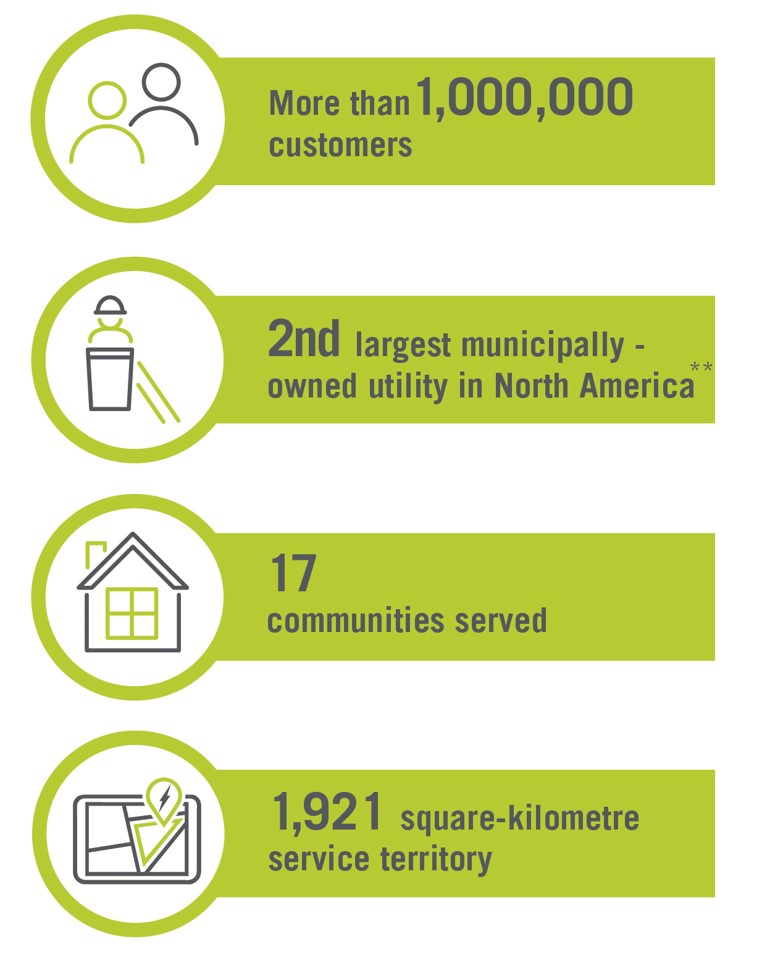 More than 1,000,000
customers
2nd largest municipally -
owned utility in North America**
17
communities served
1,921 square-kilometre
service territory